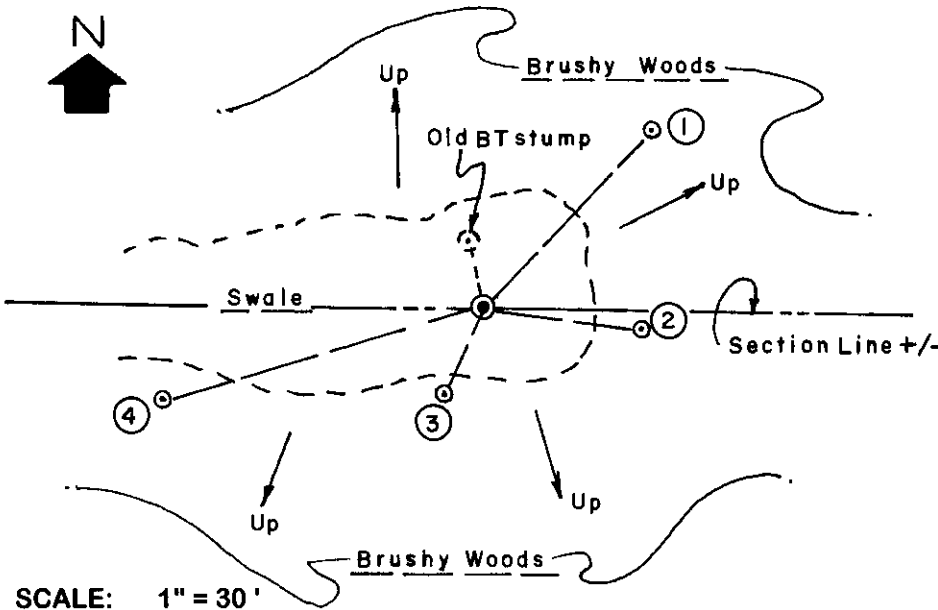 N
Brushy Woods
Up
Old BT stump
1
Up
Swale
2
Section Line +/-
4
3
Up
Up
Brushy Woods
SCALE: 1" = 30'